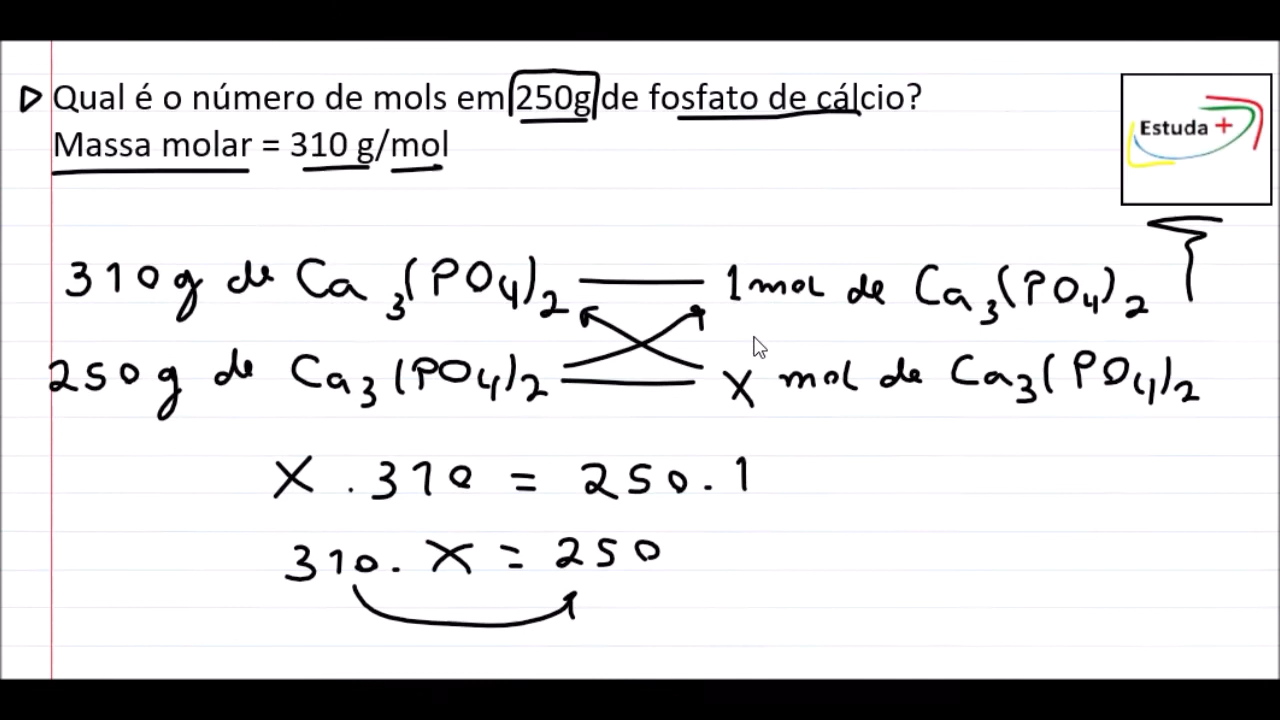 Qual é o número de mols em 250g de fosfato de cálcio?
Massa molar = 310 g/mol
Estuda +
310g de Ca3(PO4)2 — 1 mol de Ca3(PO4)2
250g de Ca3(PO4)2 = X mol de Ca3(PO4)2
X . 310 = 250 . 1
310 . X = 250